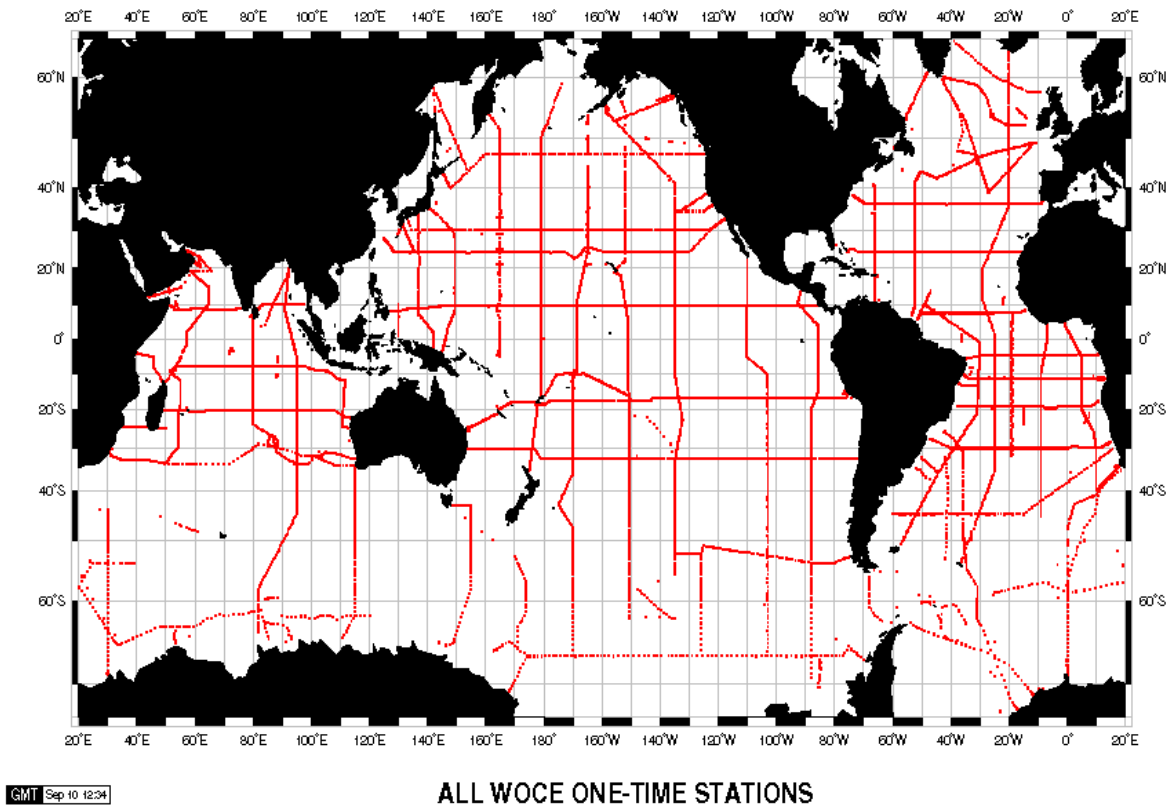 20°E 40°E 60°E 80°E 100°E 120°E 140°E 160°E 180° 160°W 140°W 120°W 100°W 80°W 60°W 40°W 20°W 0° 20°E
60°N 60°N
40°N 40°N
20°N 20°N
0° 0°
20°S 20°S
40°S 40°S
60°S 60°S
20°E 40°E 60°E 80°E 100°E 120°E 140°E 160°E 180° 160°W 140°W 120°W 100°W 80°W 60°W 40°W 20°W 0° 20°E
GMT Sep 10 12:34
ALL WOCE ONE-TIME STATIONS